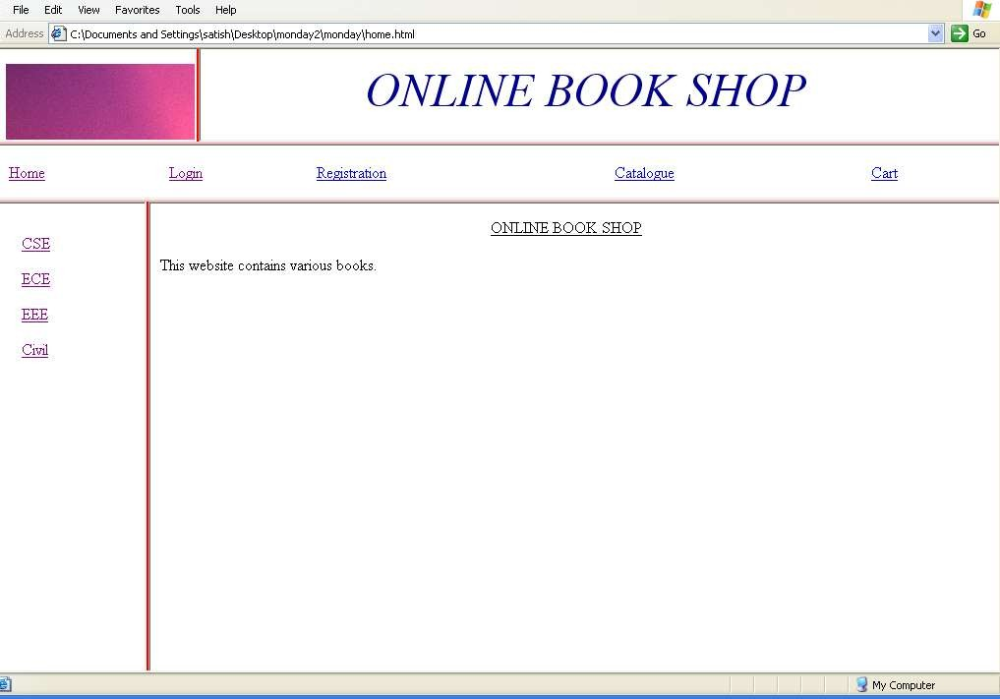 File Edit View Favorites Tools Help
Address C:\Documents and Settings\satish\Desktop\monday2\monday\home.html Go
ONLINE BOOK SHOP
Home Login Registration Catalogue Cart
ONLINE BOOK SHOP
This website contains various books.
CSE
ECE
EEE
Civil
My Computer